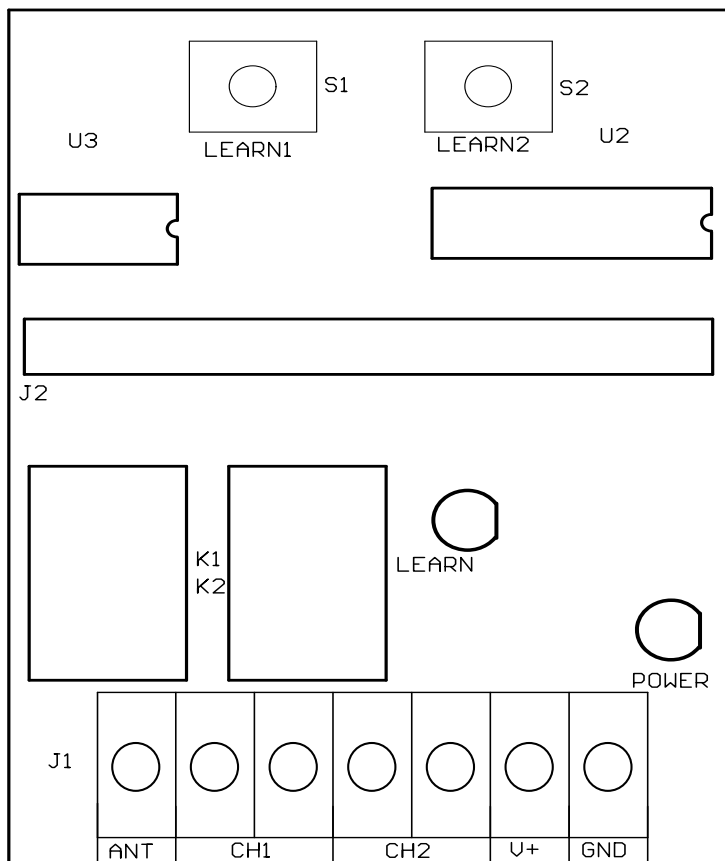 S1
S2
U3
U2
LEARN1
LEARN2
J2
K1
K2
LEARN
POWER
J1
ANT CH1 CH2 V+ GND